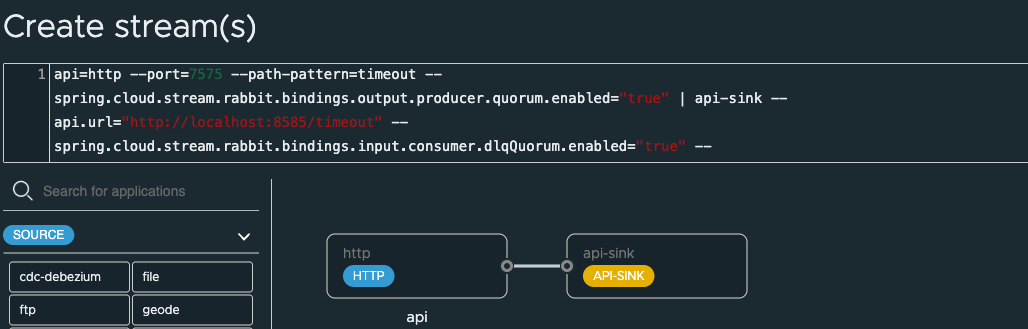 Create stream(s)
1 api=http --port=7575 --path-pattern=timeout --
spring.cloud.stream.rabbit.bindings.output.producer.quorum.enabled="true" | api-sink --
api.url="http://localhost:8585/timeout" --
spring.cloud.stream.rabbit.bindings.input.consumer.dlqQuorum.enabled="true" --
Search for applications
SOURCE
cdc-debezium file
ftp geode
http api-sink
HTTP API-SINK
api